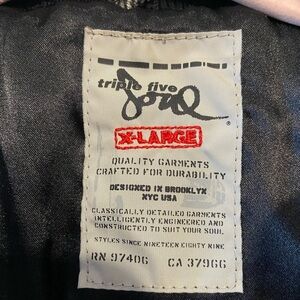 triple five
Soul
®
X-LARGE
QUALITY GARMENTS
CRAFTED FOR DURABILITY
DESIGNED IN BROOKLYN
NYC USA
CLASSICALLY DETAILED GARMENTS
INTELLIGENTLY ENGINEERED AND
CONSTRUCTED TO SUIT YOUR SOUL
STYLES SINCE NINETEEN EIGHTY NINE
RN 97406 CA 37966